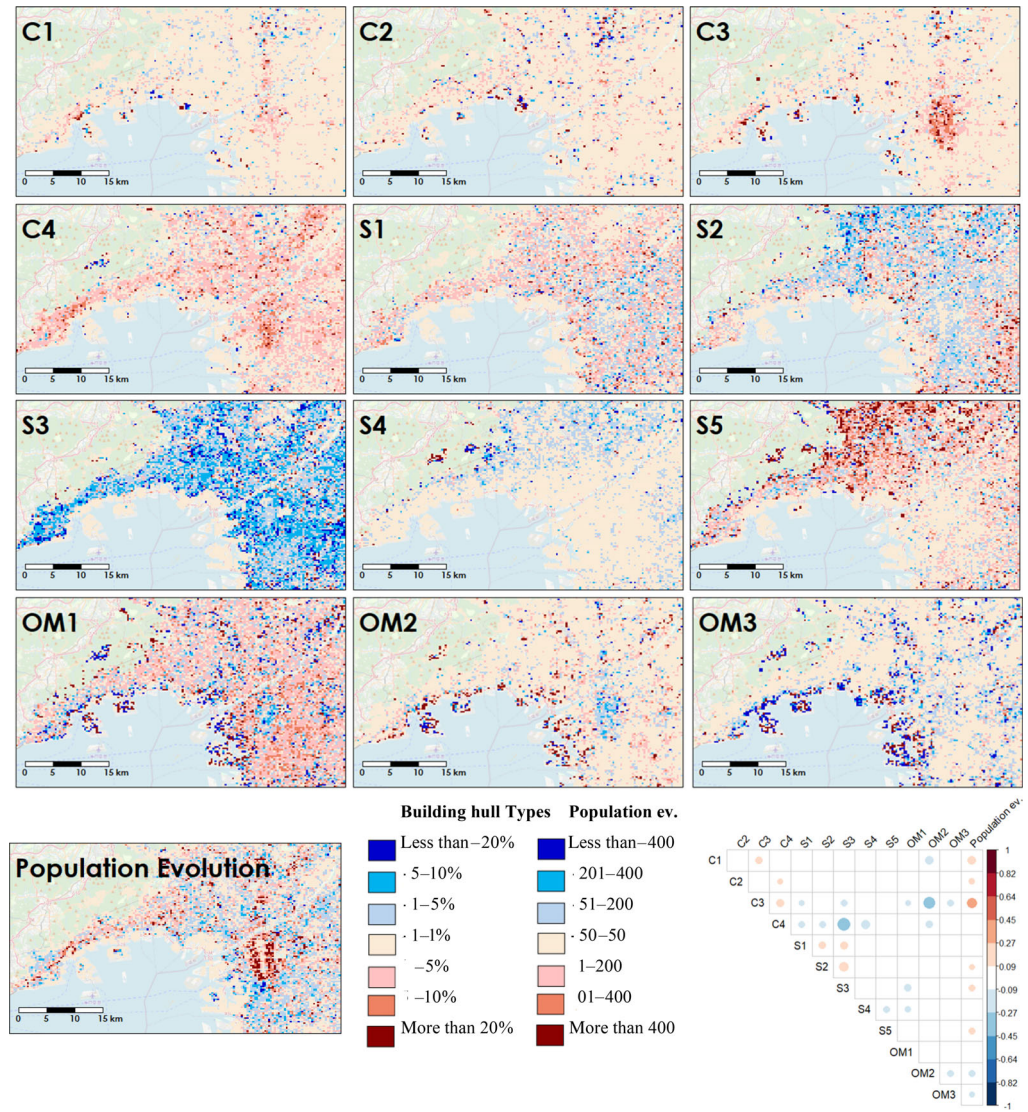 C1
C2
C3
0 5 10 15 km
0 5 10 15 km
0 5 10 15 km
C4
S1
S2
0 5 10 15 km
0 5 10 15 km
0 5 10 15 km
S3
S4
S5
0 5 10 15 km
0 5 10 15 km
0 5 10 15 km
OM1
OM2
OM3
0 5 10 15 km
0 5 10 15 km
0 5 10 15 km
Population Evolution
0 5 10 15 km
Building hull Types Population ev.
Less than–20% Less than–400
5–10% 201–400
1–5% 51–200
1–1% 50–50
–5% 1–200
–10% 01–400
More than 20% More than 400
C2 C3 C4 S1 S2 S3 S4 S5 OM1 OM2 OM3 Population ev.
C1
C2
C3
C4
S1
S2
S3
S4
S5
OM1
OM2
OM3
1
0.82
0.64
0.45
0.27
0.09
-0.09
-0.27
-0.45
-0.64
-0.82
-1